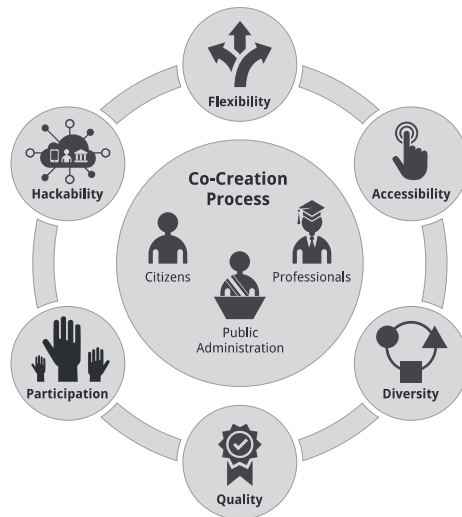 Flexibility
Hackability
Accessibility
Co-Creation
Process
Citizens
Professionals
Public
Administration
Participation
Diversity
Quality